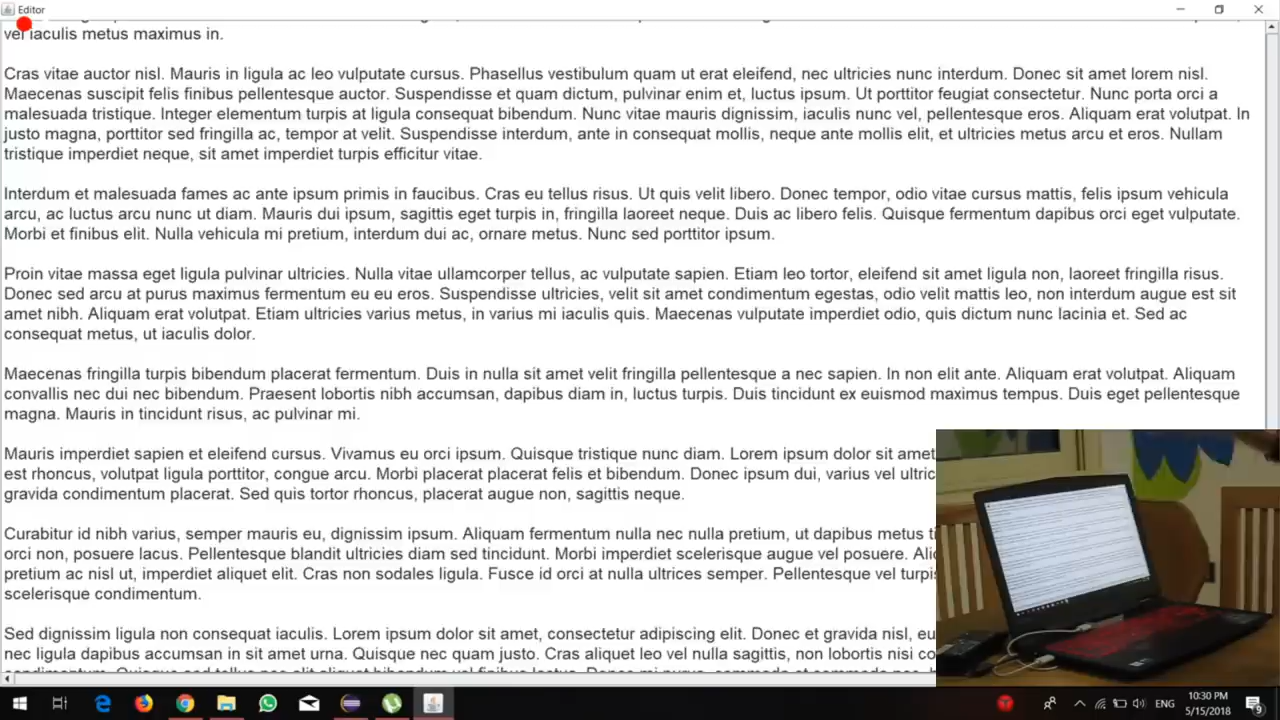 Editor
vel iaculis metus maximus in.
Cras vitae auctor nisl. Mauris in ligula ac leo vulputate cursus. Phasellus vestibulum quam ut erat eleifend, nec ultricies nunc interdum. Donec sit amet lorem nisl.
Maecenas suscipit felis finibus pellentesque auctor. Suspendisse et quam dictum, pulvinar enim et, luctus ipsum. Ut porttitor feugiat consectetur. Nunc porta orci a
malesuada tristique. Integer elementum turpis at ligula consequat bibendum. Nunc vitae mauris dignissim, iaculis nunc vel, pellentesque eros. Aliquam erat volutpat. In
justo magna, porttitor sed fringilla ac, tempor at velit. Suspendisse interdum, ante in consequat mollis, neque ante mollis elit, et ultricies metus arcu et eros. Nullam
tristique imperdiet neque, sit amet imperdiet turpis efficitur vitae.
Interdum et malesuada fames ac ante ipsum primis in faucibus. Cras eu tellus risus. Ut quis velit libero. Donec tempor, odio vitae cursus mattis, felis ipsum vehicula
arcu, ac luctus arcu nunc ut diam. Mauris dui ipsum, sagittis eget turpis in, fringilla laoreet neque. Duis ac libero felis. Quisque fermentum dapibus orci eget vulputate.
Morbi et finibus elit. Nulla vehicula mi pretium, interdum dui ac, ornare metus. Nunc sed porttitor ipsum.
Proin vitae massa eget ligula pulvinar ultricies. Nulla vitae ullamcorper tellus, ac vulputate sapien. Etiam leo tortor, eleifend sit amet ligula non, laoreet fringilla risus.
Donec sed arcu at purus maximus fermentum eu eu eros. Suspendisse ultricies, velit sit amet condimentum egestas, odio velit mattis leo, non interdum augue est sit
amet nibh. Aliquam erat volutpat. Etiam ultricies varius metus, in varius mi iaculis quis. Maecenas vulputate imperdiet odio, quis dictum nunc lacinia et. Sed ac
consequat metus, ut iaculis dolor.
Maecenas fringilla turpis bibendum placerat fermentum. Duis in nulla sit amet velit fringilla pellentesque a nec sapien. In non elit ante. Aliquam erat volutpat. Aliquam
convallis nec dui nec bibendum. Praesent lobortis nibh accumsan, dapibus diam in, luctus turpis. Duis tincidunt ex euismod maximus tempus. Duis eget pellentesque
magna. Mauris in tincidunt risus, ac pulvinar mi.
Mauris imperdiet sapien et eleifend cursus. Vivamus eu orci ipsum. Quisque tristique nunc diam. Lorem ipsum dolor sit amet
est rhoncus, volutpat ligula porttitor, congue arcu. Morbi placerat placerat felis et bibendum. Donec ipsum dui, varius vel
gravida condimentum placerat. Sed quis tortor rhoncus, placerat augue non, sagittis neque.
Curabitur id nibh varius, semper mauris eu, dignissim ipsum. Aliquam fermentum nulla nec nulla pretium, ut dapibus metus
orci non, posuere lacus. Pellentesque blandit ultricies diam sed tincidunt. Morbi imperdiet scelerisque augue vel posuere.
pretium ac nisl ut, imperdiet aliquet elit. Cras non sodales ligula. Fusce id orci at nulla ultrices semper. Pellentesque vel
scelerisque condimentum.
Sed dignissim ligula non consequat iaculis. Lorem ipsum dolor sit amet, consectetur adipiscing elit. Donec et gravida nisl, eu
nec ligula dapibus accumsan in sit amet urna. Quisque nec quam justo. Cras aliquet leo vel nulla sagittis, non lobortis nisi
ENG
10:30 PM
5/15/2018
9